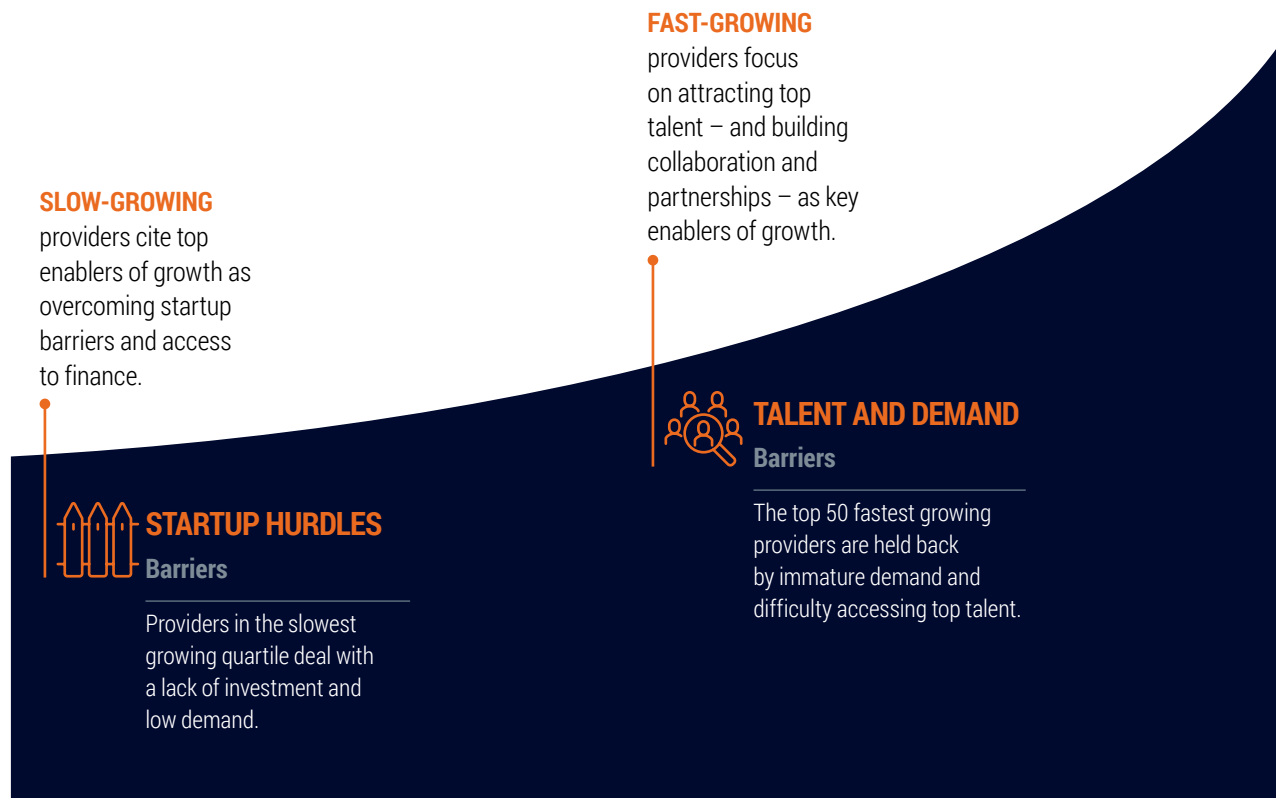 SLOW-GROWING
providers cite top
enablers of growth as
overcoming startup
barriers and access
to finance.
STARTUP HURDLES
Barriers
Providers in the slowest
growing quartile deal with
a lack of investment and
low demand.
FAST-GROWING
providers focus
on attracting top
talent – and building
collaboration and
partnerships – as key
enablers of growth.
TALENT AND DEMAND
Barriers
The top 50 fastest growing
providers are held back
by immature demand and
difficulty accessing top talent.